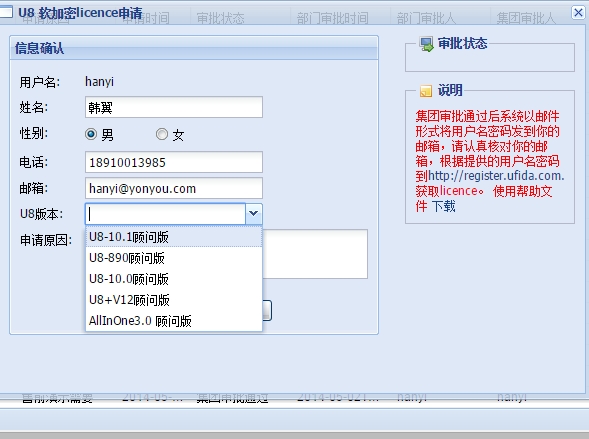 U8 软加密licence申请
审批状态
部门审批时间
部门审批人
集团审批人
信息确认
用户名: hanyi
姓名: 韩翼
性别: 男 女
电话: 18910013985
邮箱: hanyi@yonyou.com
U8版本:
申请原因:
U8-10.1顾问版
U8-890顾问版
U8-10.0顾问版
U8+V12顾问版
AllInOne3.0 顾问版
审批状态
说明
集团审批通过后系统以邮件
形式将用户名密码发到你的
邮箱，请认真核对你的邮
箱，根据提供的用户名密码
到http://register.ufida.com.
获取licence。 使用帮助文
件 下载
售前演示需要 2014-05-... 集团审批通过 2014-05-02T... hanyi hanyi